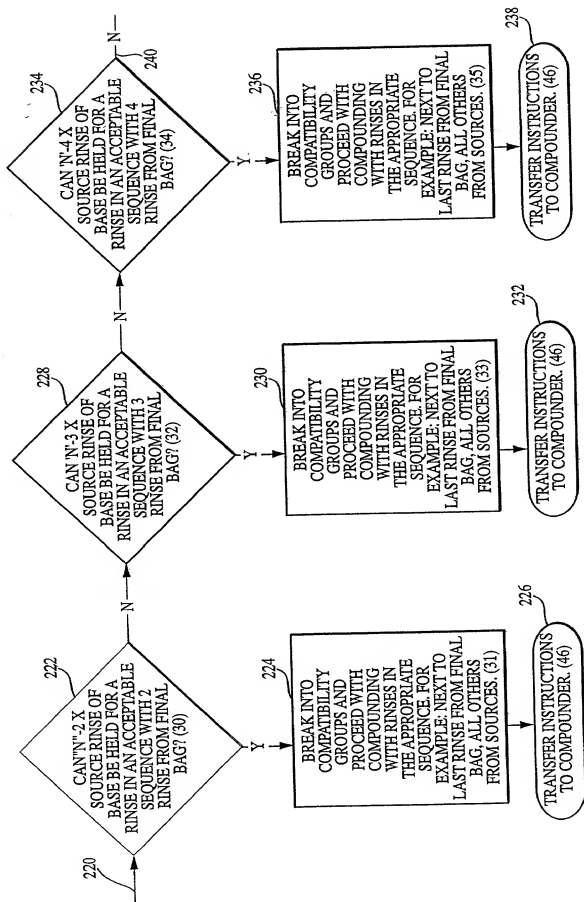 220
222
CAN"N"-2 X
SOURCE RINSE OF
BASE BE HELD FOR A
RINSE IN AN ACCEPTABLE
SEQUENCE WITH 2
RINSE FROM FINAL
BAG? (30)
N
Y
224
BREAK INTO
COMPATIBILITY
GROUPS AND
PROCEED WITH
COMPOUNDING
WITH RINSES IN
THE APPROPRIATE
SEQUENCE. FOR
EXAMPLE: NEXT TO
LAST RINSE FROM FINAL
BAG, ALL OTHERS
FROM SOURCES. (31)
226
TRANSFER INSTRUCTIONS
TO COMPOUNDER. (46)
228
CAN 'N'-3 X
SOURCE RINSE OF
BASE BE HELD FOR A
RINSE IN AN ACCEPTABLE
SEQUENCE WITH 3
RINSE FROM FINAL
BAG? (32)
N
Y
230
BREAK INTO
COMPATIBILITY
GROUPS AND
PROCEED WITH
COMPOUNDING
WITH RINSES IN
THE APPROPRIATE
SEQUENCE. FOR
EXAMPLE: NEXT TO
LAST RINSE FROM FINAL
BAG, ALL OTHERS
FROM SOURCES. (33)
232
TRANSFER INSTRUCTIONS
TO COMPOUNDER. (46)
234
CAN 'N'-4 X
SOURCE RINSE OF
BASE BE HELD FOR A
RINSE IN AN ACCEPTABLE
SEQUENCE WITH 4
RINSE FROM FINAL
BAG? (34)
N
240
Y
236
BREAK INTO
COMPATIBILITY
GROUPS AND
PROCEED WITH
COMPOUNDING
WITH RINSES IN
THE APPROPRIATE
SEQUENCE. FOR
EXAMPLE: NEXT TO
LAST RINSE FROM FINAL
BAG, ALL OTHERS
FROM SOURCES. (35)
238
TRANSFER INSTRUCTIONS
TO COMPOUNDER. (46)